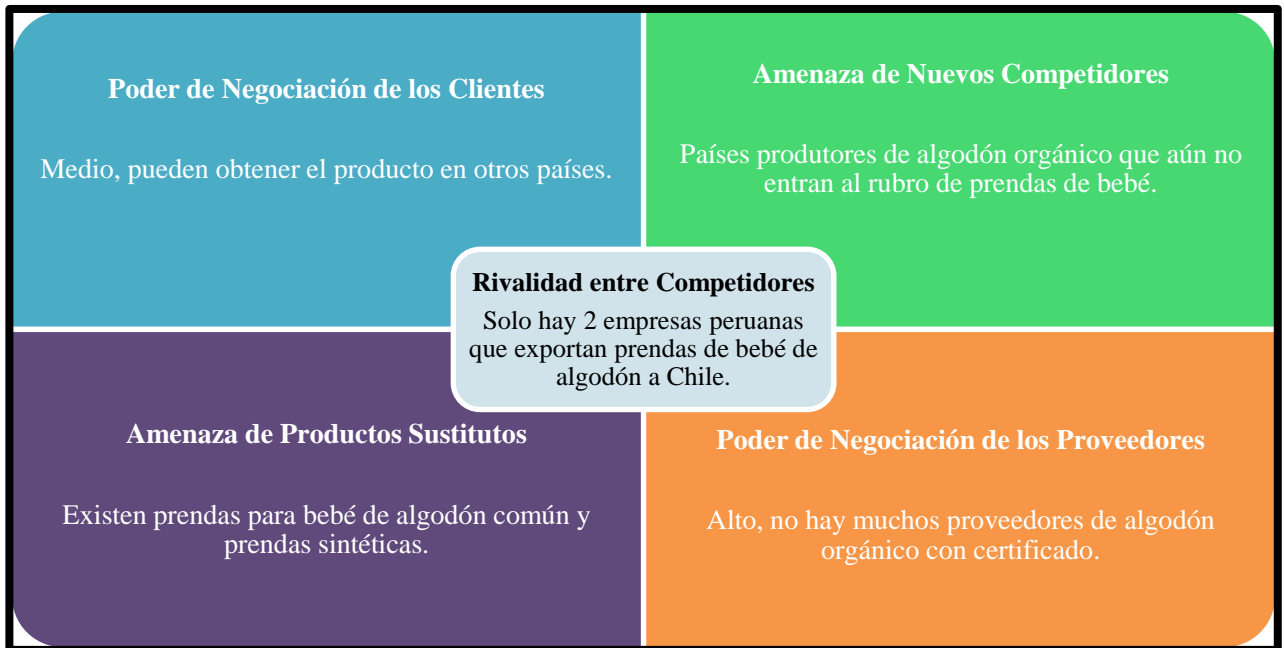 Poder de Negociación de los Clientes
Medio, pueden obtener el producto en otros países.
Amenaza de Nuevos Competidores
Países produtores de algodón orgánico que aún no
entran al rubro de prendas de bebé.
Rivalidad entre Competidores
Solo hay 2 empresas peruanas
que exportan prendas de bebé de
algodón a Chile.
Amenaza de Productos Sustitutos
Existen prendas para bebé de algodón común y
prendas sintéticas.
Poder de Negociación de los Proveedores
Alto, no hay muchos proveedores de algodón
orgánico con certificado.